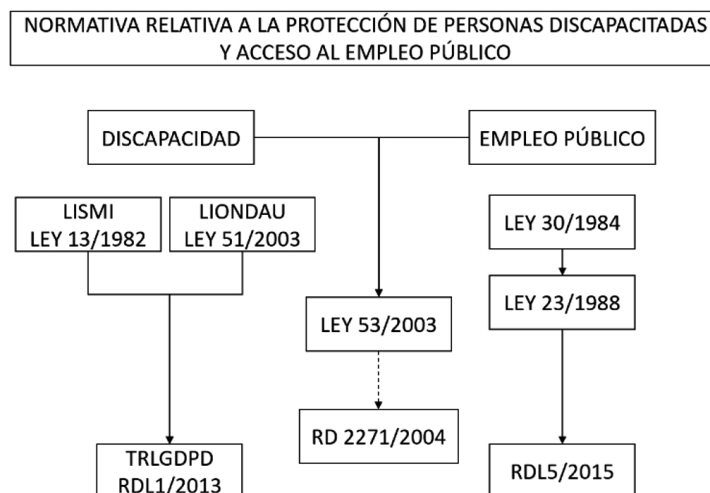 NORMATIVA RELATIVA A LA PROTECCIÓN DE PERSONAS DISCAPACITADAS
Y ACCESO AL EMPLEO PÚBLICO
DISCAPACIDAD
EMPLEO PÚBLICO
LISMI
LEY 13/1982
LIONDAU
LEY 51/2003
LEY 30/1984
LEY 23/1988
LEY 53/2003
RD 2271/2004
TRLGDPD
RDL1/2013
RDL5/2015